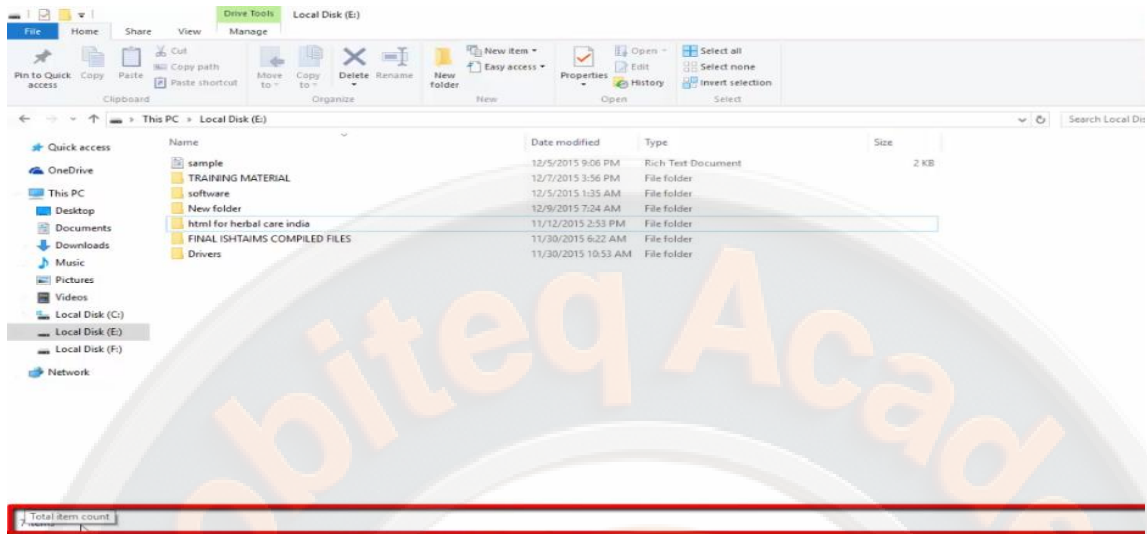 Drive Tools Local Disk (E:)
File Home Share View Manage
Pin to Quick access
Copy
Paste
Cut
Copy path
Paste shortcut
Clipboard
Move to
Copy to
Delete
Rename
Organize
New folder
New item
Easy access
New
Properties
Open
Edit
History
Open
Select all
Select none
Invert selection
Select
This PC Local Disk (E:)
Search Local Dis
Quick access
OneDrive
This PC
Desktop
Documents
Downloads
Music
Pictures
Videos
Local Disk (C:)
Local Disk (E:)
Local Disk (F:)
Network
Name Date modified Type Size
sample 12/5/2015 9:06 PM Rich Text Document 2 KB
TRAINING MATERIAL 12/7/2015 3:56 PM File folder
software 12/5/2015 1:35 AM File folder
New folder 12/9/2015 7:24 AM File folder
html for herbal care india 11/12/2015 2:53 PM File folder
FINAL ISHTAIMS COMPILED FILES 11/30/2015 6:22 AM File folder
Drivers 11/30/2015 10:53 AM File folder
obiteq Acade
Total item count
7 items